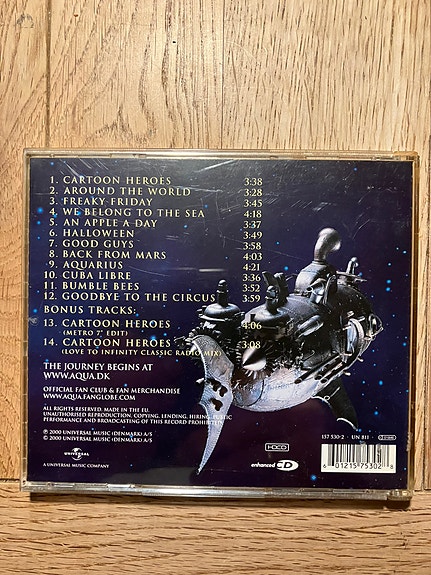 1. CARTOON HEROES 3:38
2. AROUND THE WORLD 3:28
3. FREAKY FRIDAY 3:45
4. WE BELONG TO THE SEA 4:18
5. AN APPLE A DAY 3:37
6. HALLOWEEN 3:49
7. GOOD GUYS 3:58
8. BACK FROM MARS 4:03
9. AQUARIUS 4:21
10. CUBA LIBRE 3:36
11. BUMBLE BEES 3:52
12. GOODBYE TO THE CIRCUS 3:59
BONUS TRACKS:
13. CARTOON HEROES 4:06
(METRO 7" EDIT)
14. CARTOON HEROES 3:08
(LOVE TO INFINITY CLASSIC RADIO MIX)
THE JOURNEY BEGINS AT
WWW.AQUA.DK
OFFICIAL FAN CLUB & FAN MERCHANDISE
WWW.AQUA.FANGLOBE.COM
ALL RIGHTS RESERVED. MADE IN THE EU.
UNAUTHORISED REPRODUCTION, COPYING, LENDING, HIRING, PUBLIC
PERFORMANCE AND BROADCASTING OF THIS RECORD PROHIBITED
℗ 2000 UNIVERSAL MUSIC (DENMARK) A/S
© 2000 UNIVERSAL MUSIC (DENMARK) A/S
UNIVERSAL
A UNIVERSAL MUSIC COMPANY
HDCD
enhanced CD
157 530-2 · UN 811
6 01215 75302 8